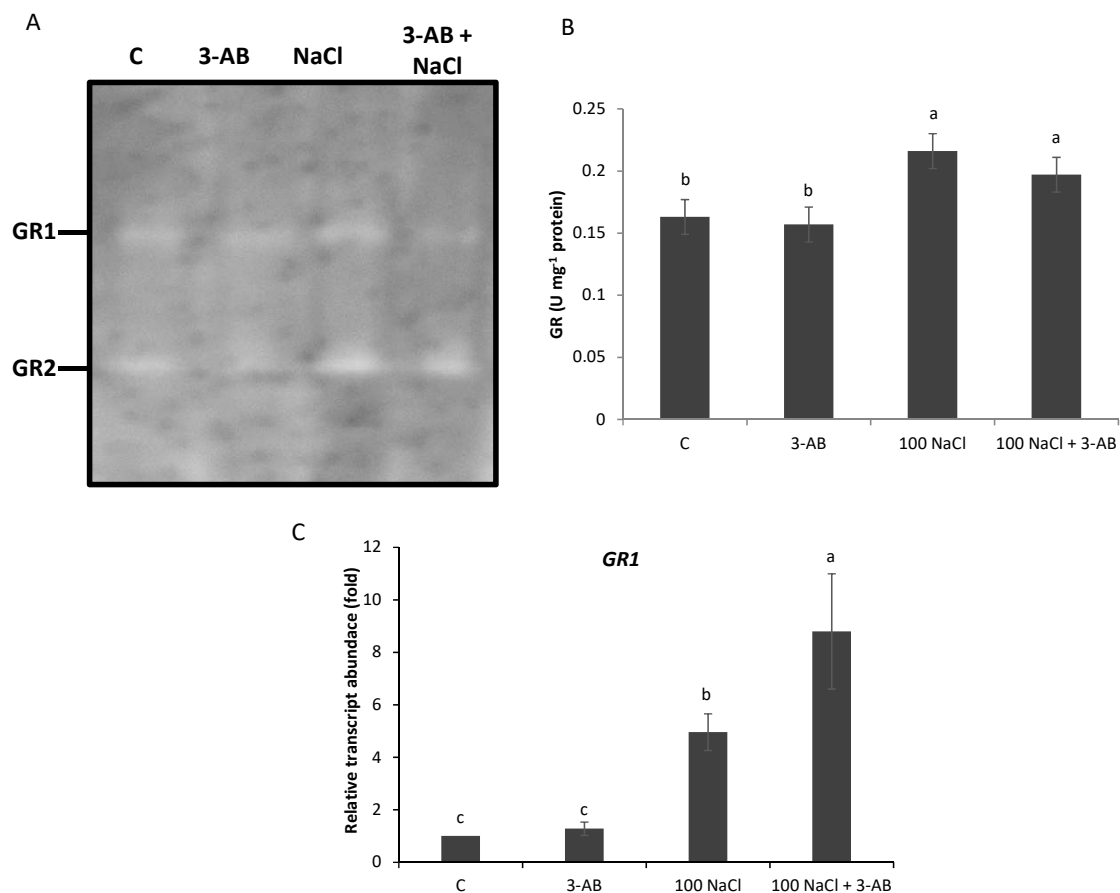 A
C
3-AB
NaCl
3-AB +
NaCl
GR1
GR2
B
GR (U mg⁻¹ protein)
0.25
0.2
0.15
0.1
0.05
0
b
b
a
a
C
3-AB
100 NaCl
100 NaCl + 3-AB
C
GR1
Relative transcript abundace (fold)
12
10
8
6
4
2
0
c
c
b
a
C
3-AB
100 NaCl
100 NaCl + 3-AB